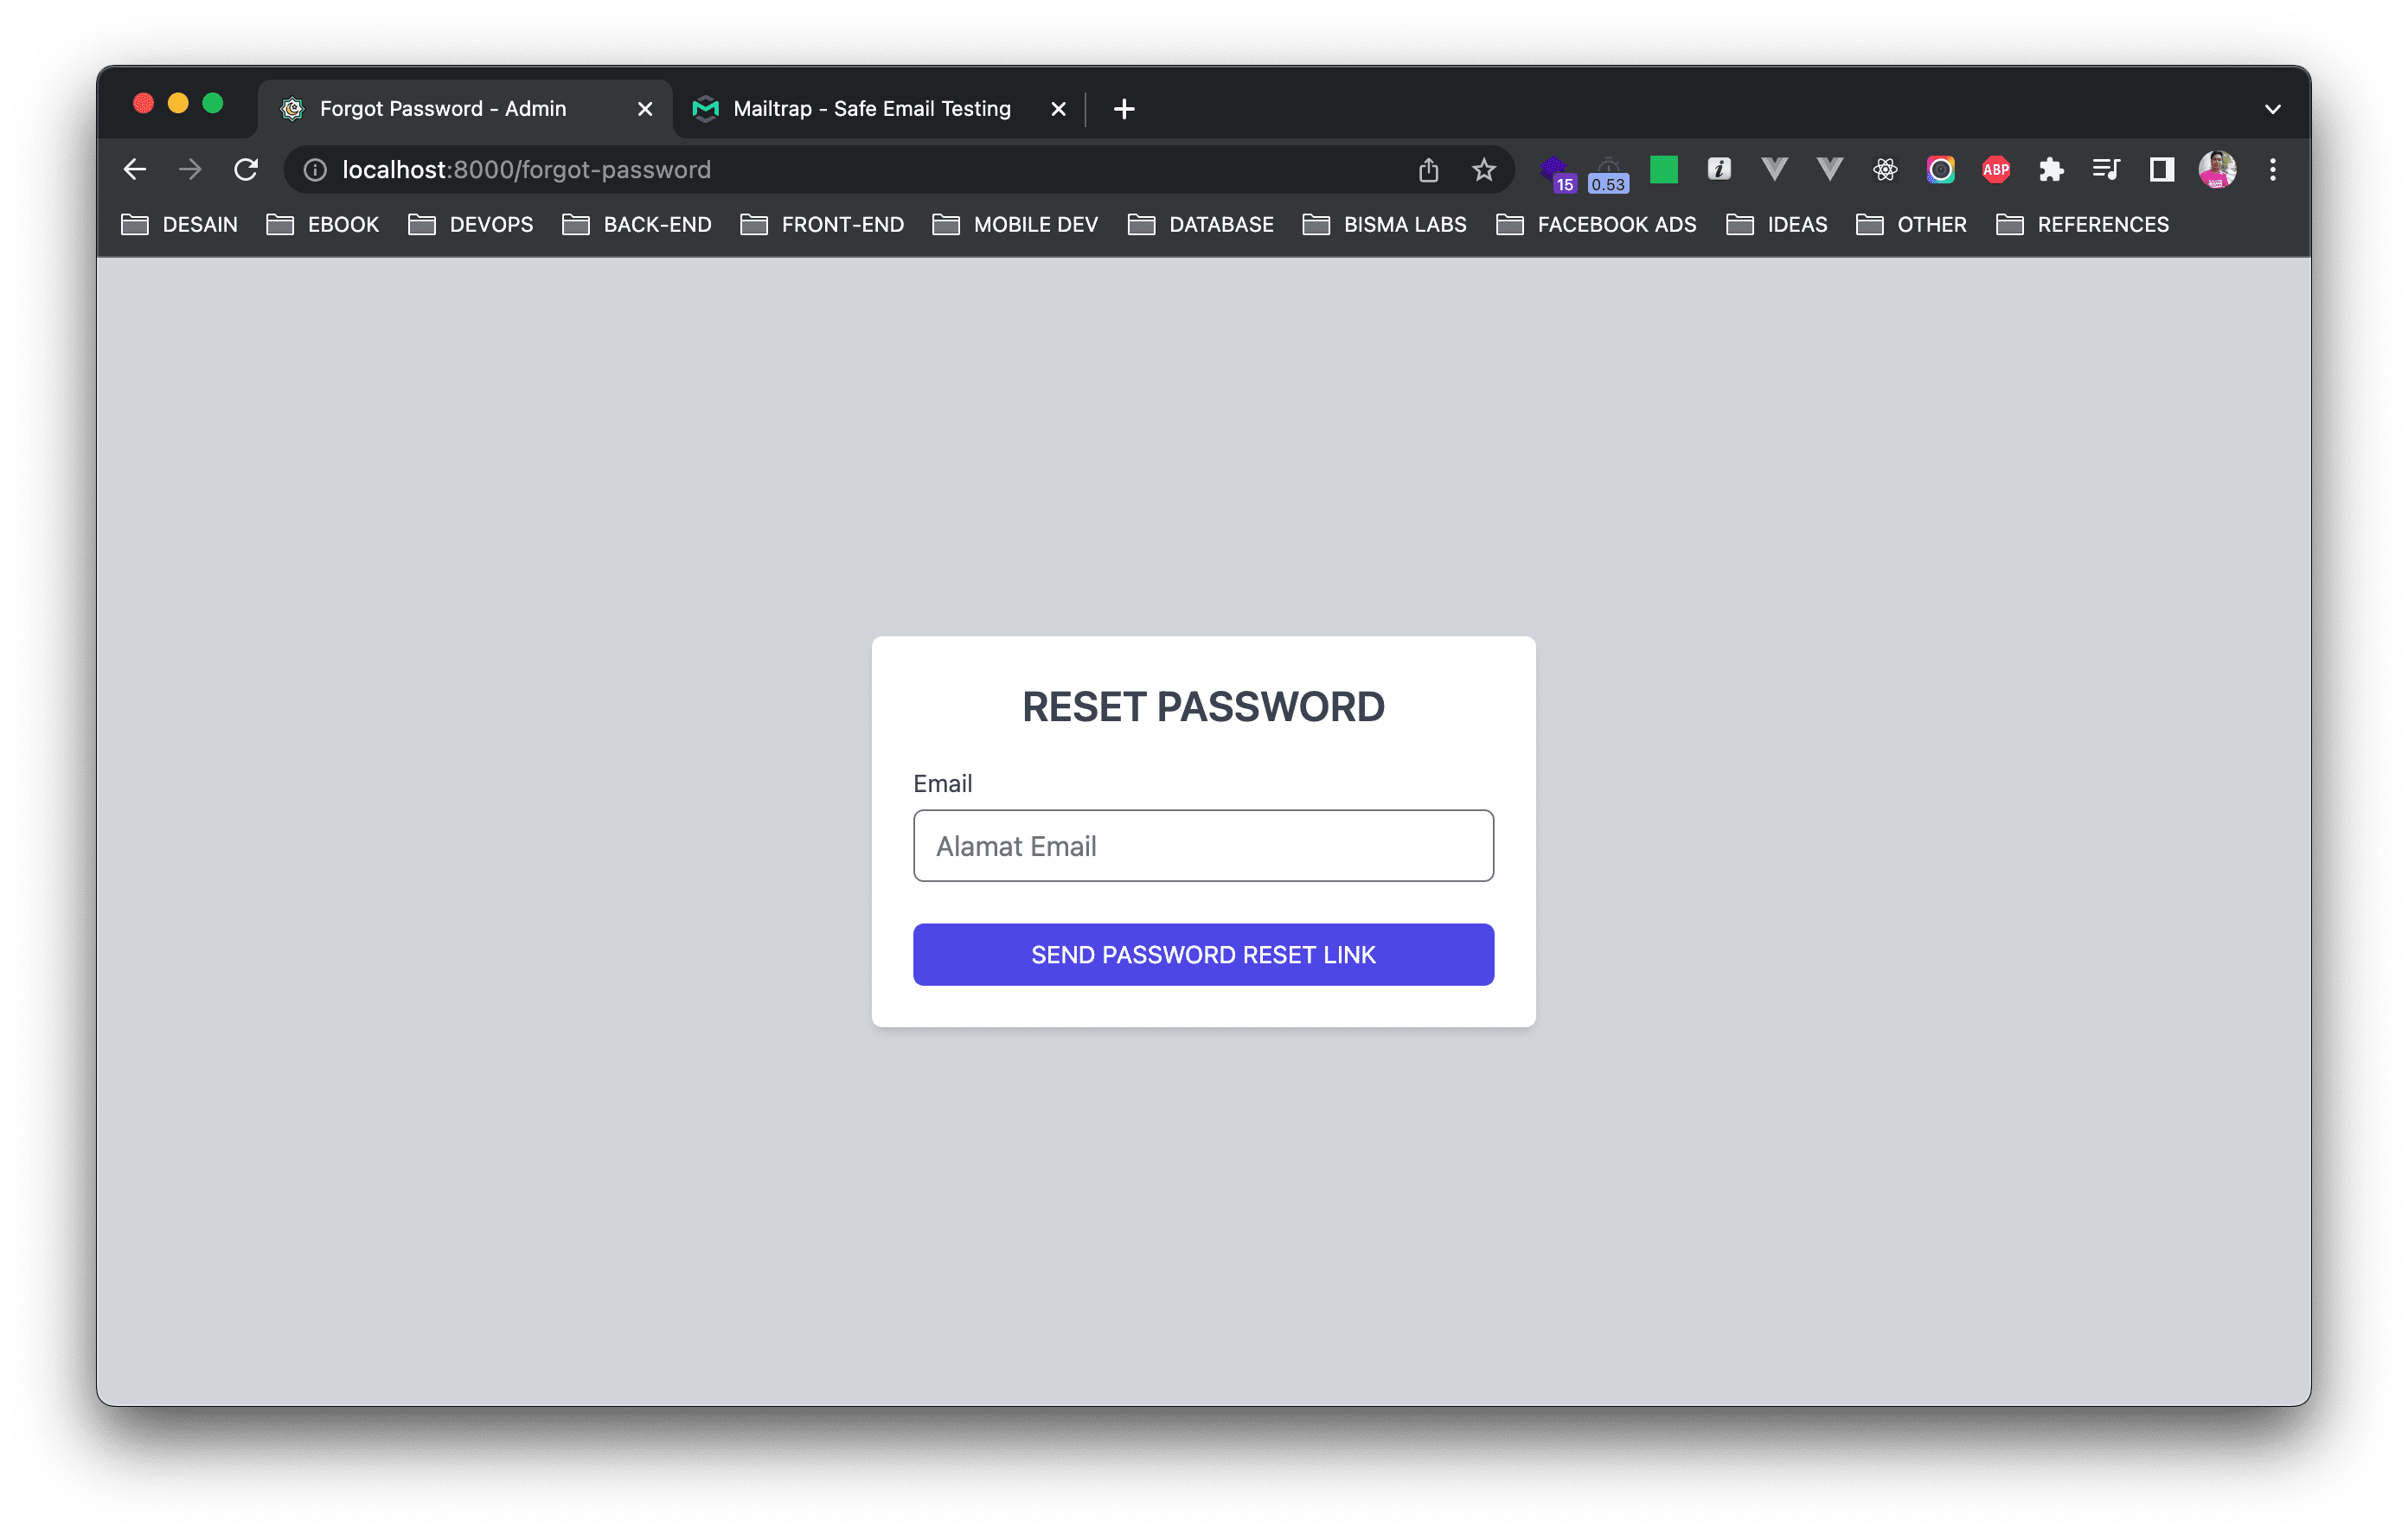 Forgot Password - Admin
Mailtrap - Safe Email Testing
localhost:8000/forgot-password
15
0.53
ABP
DESAIN
EBOOK
DEVOPS
BACK-END
FRONT-END
MOBILE DEV
DATABASE
BISMA LABS
FACEBOOK ADS
IDEAS
OTHER
REFERENCES
RESET PASSWORD
Email
Alamat Email
SEND PASSWORD RESET LINK